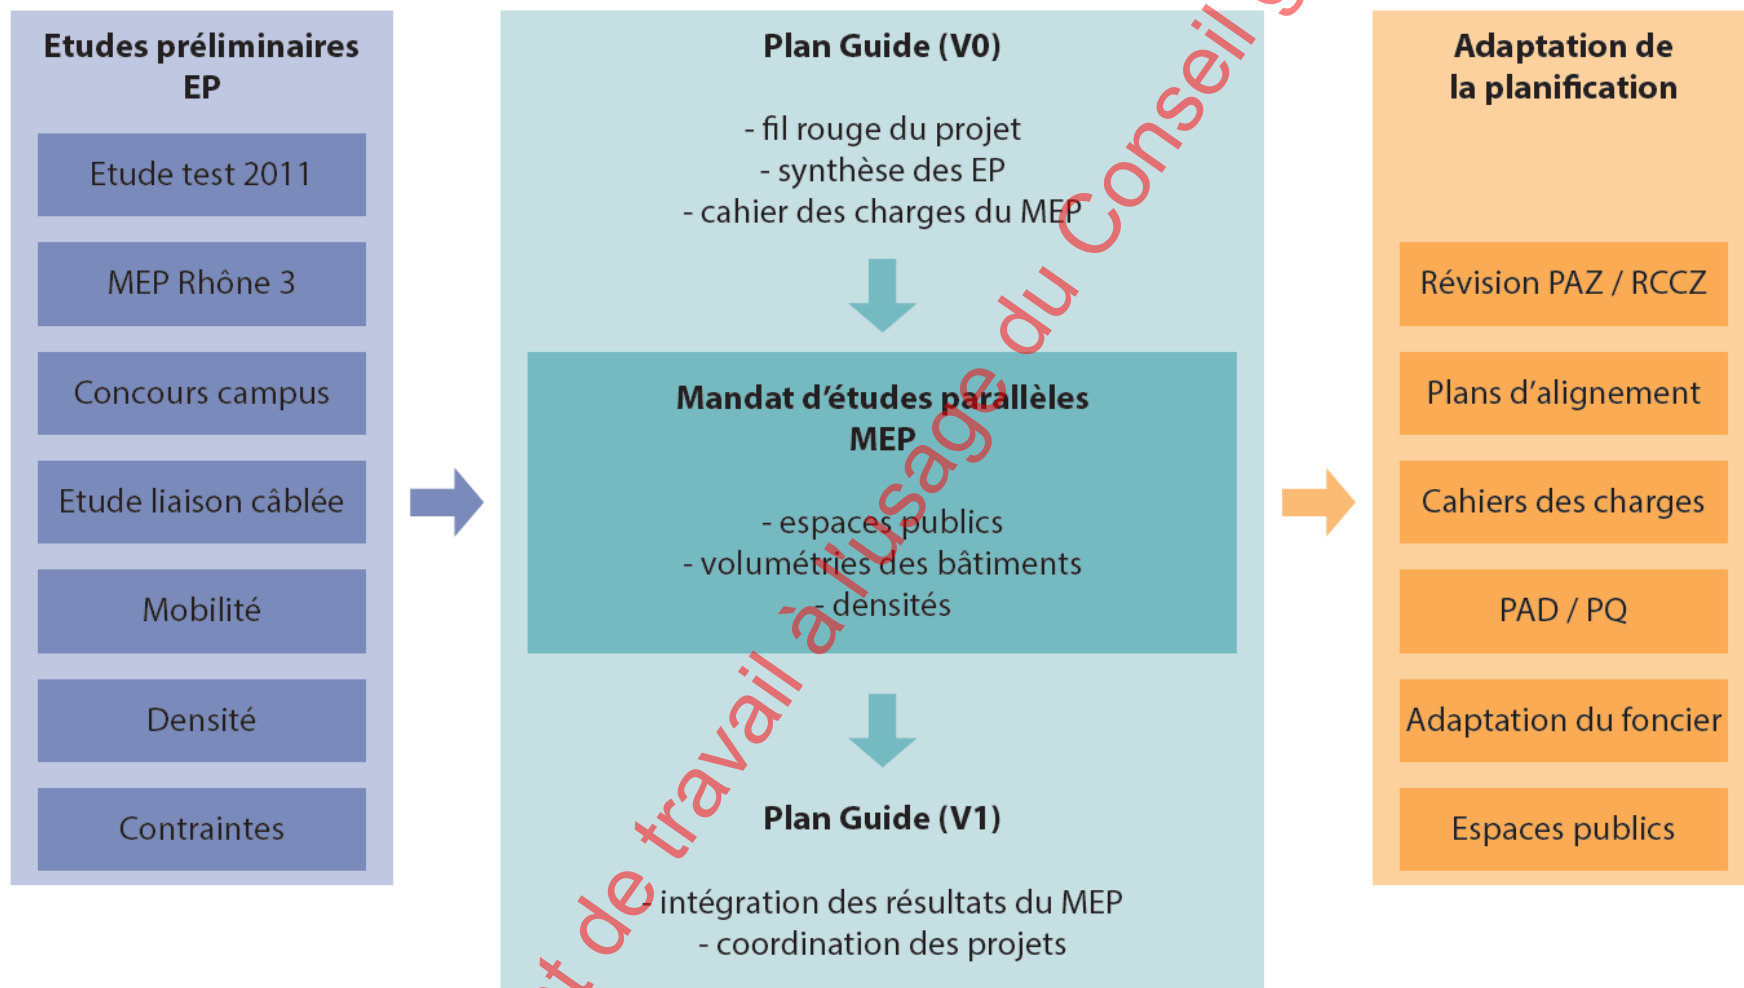 Etudes préliminaires
EP
Etude test 2011
MEP Rhône 3
Concours campus
Etude liaison câblée
Mobilité
Densité
Contraintes
Plan Guide (V0)
- fil rouge du projet
- synthèse des EP
- cahier des charges du MEP
Mandat d’études parallèles
MEP
- espaces publics
- volumétries des bâtiments
- densités
Plan Guide (V1)
- intégration des résultats du MEP
- coordination des projets
Adaptation de
la planification
Révision PAZ / RCCZ
Plans d’alignement
Cahiers des charges
PAD / PQ
Adaptation du foncier
Espaces publics
de travail à l'usage du Conseil